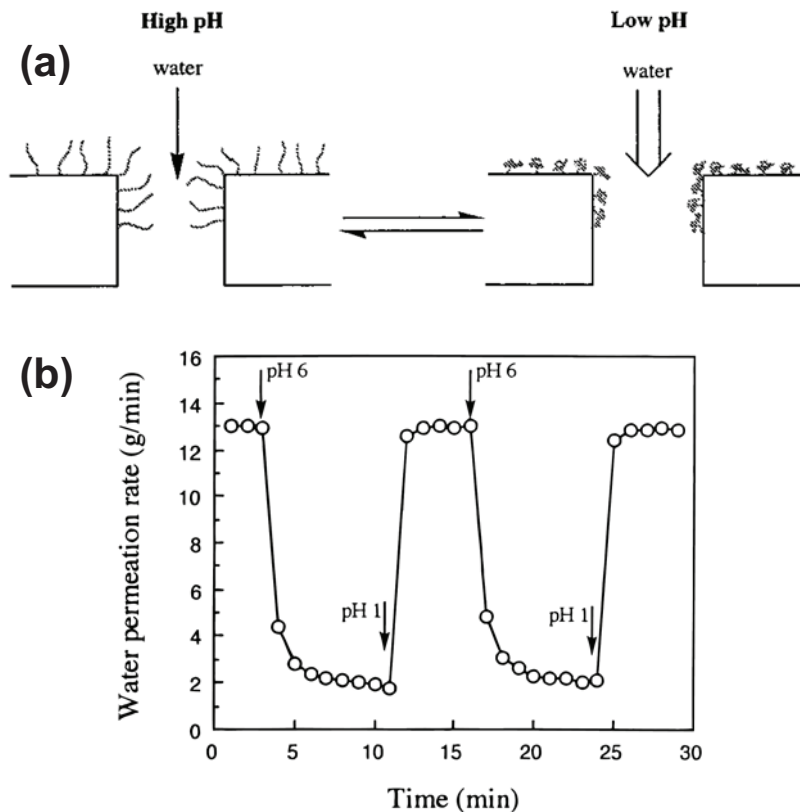 High pH
Low pH
(a)
water
water
(b)
16
14
12
10
8
6
4
2
0
pH 6
pH 6
pH 1
pH 1
0
5
10
15
20
25
30
Water permeation rate (g/min)
Time (min)